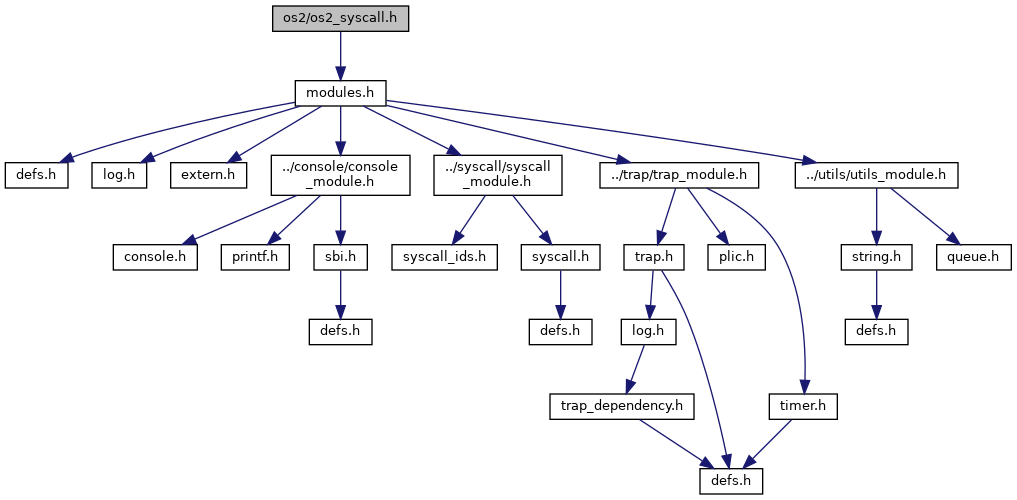 os2/os2_syscall.h
modules.h
defs.h
log.h
extern.h
../console/console
_module.h
../syscall/syscall
_module.h
../trap/trap_module.h
../utils/utils_module.h
console.h
printf.h
sbi.h
syscall_ids.h
syscall.h
trap.h
plic.h
string.h
queue.h
defs.h
defs.h
log.h
defs.h
trap_dependency.h
timer.h
defs.h